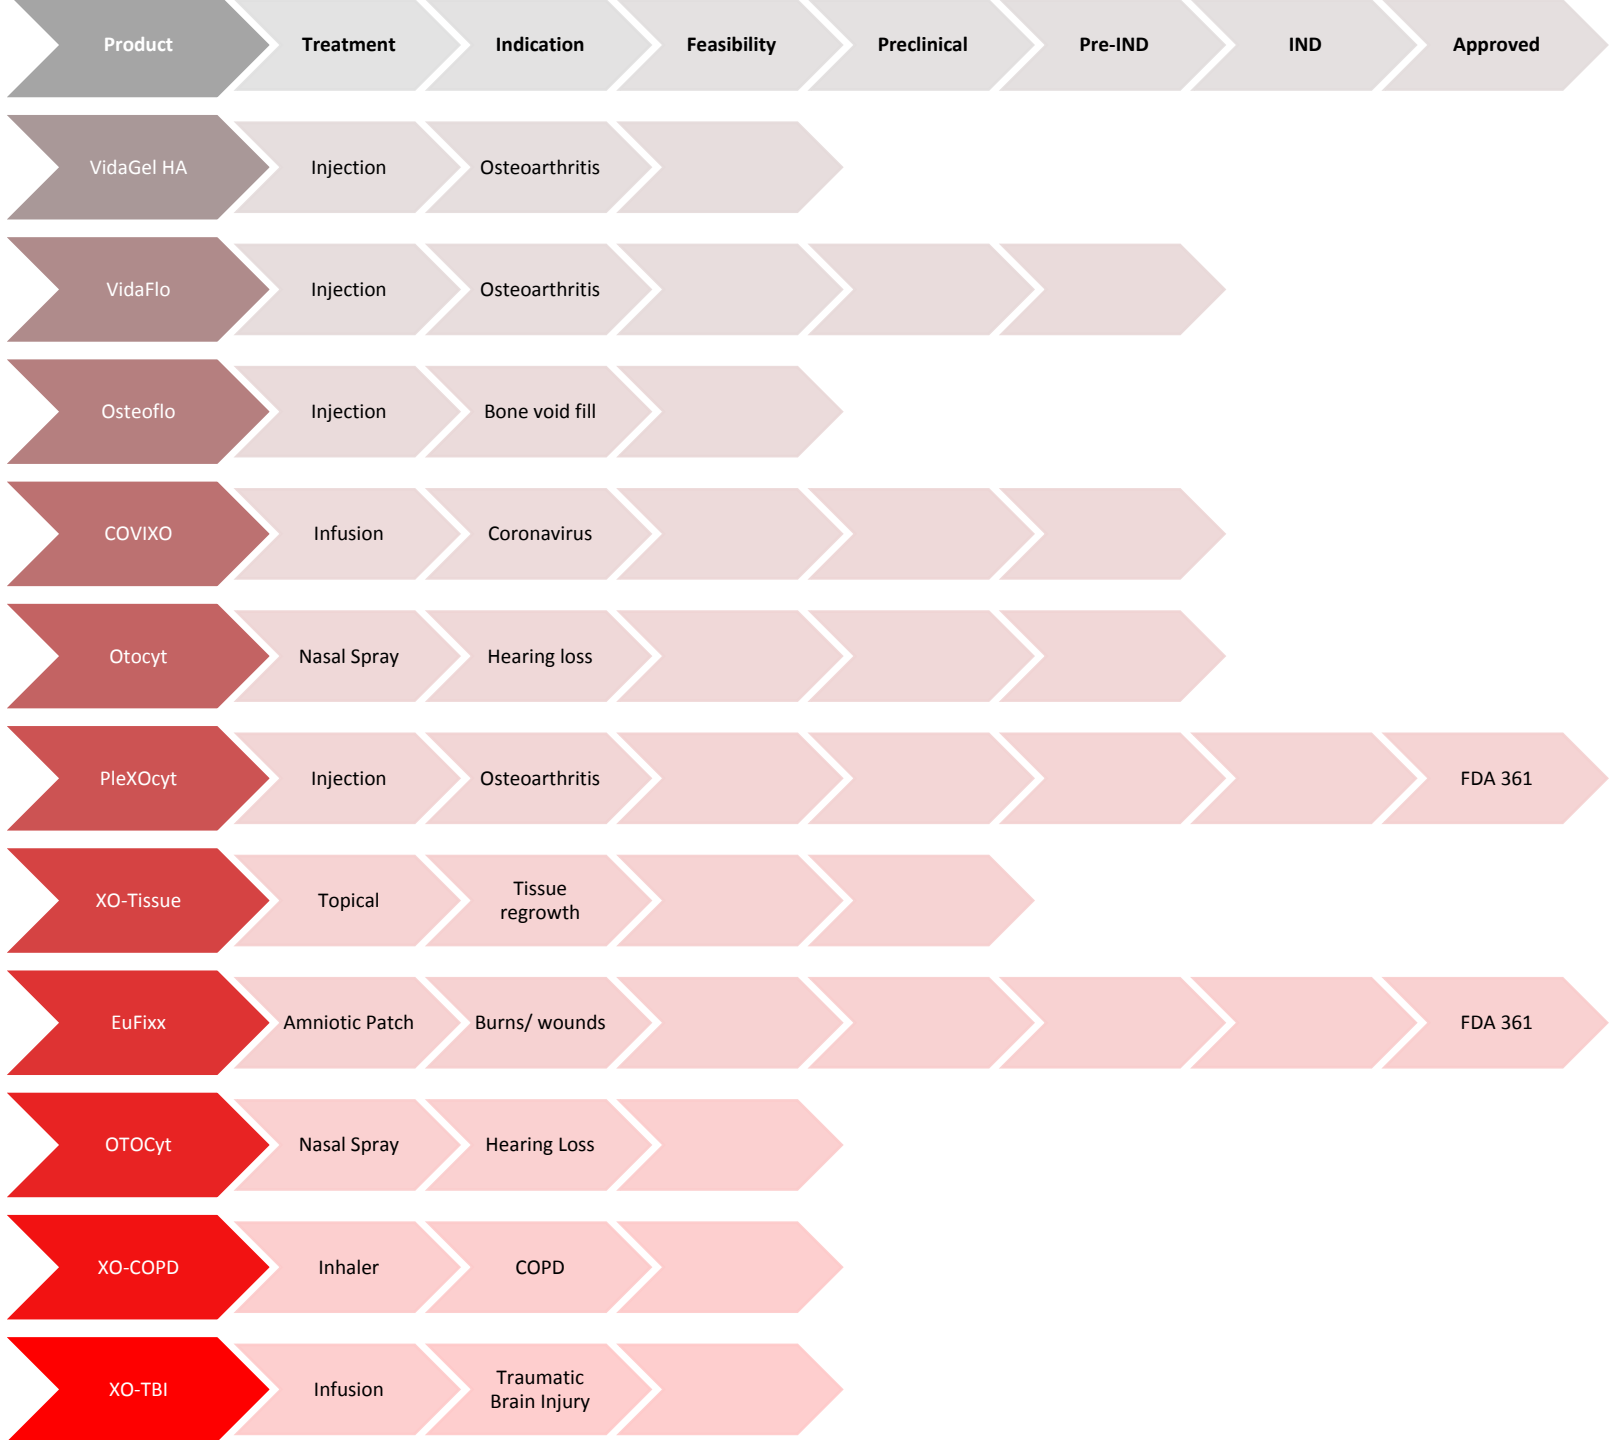 Product Treatment Indication Feasibility Preclinical Pre-IND IND Approved
VidaGel HA Injection Osteoarthritis
VidaFlo Injection Osteoarthritis
Osteoflo Injection Bone void fill
COVIXO Infusion Coronavirus
Otocyt Nasal Spray Hearing loss
PleXOcyt Injection Osteoarthritis FDA 361
XO-Tissue Topical Tissue
regrowth
EuFixx Amniotic Patch Burns/ wounds FDA 361
OTOCyt Nasal Spray Hearing Loss
XO-COPD Inhaler COPD
XO-TBI Infusion Traumatic
Brain Injury